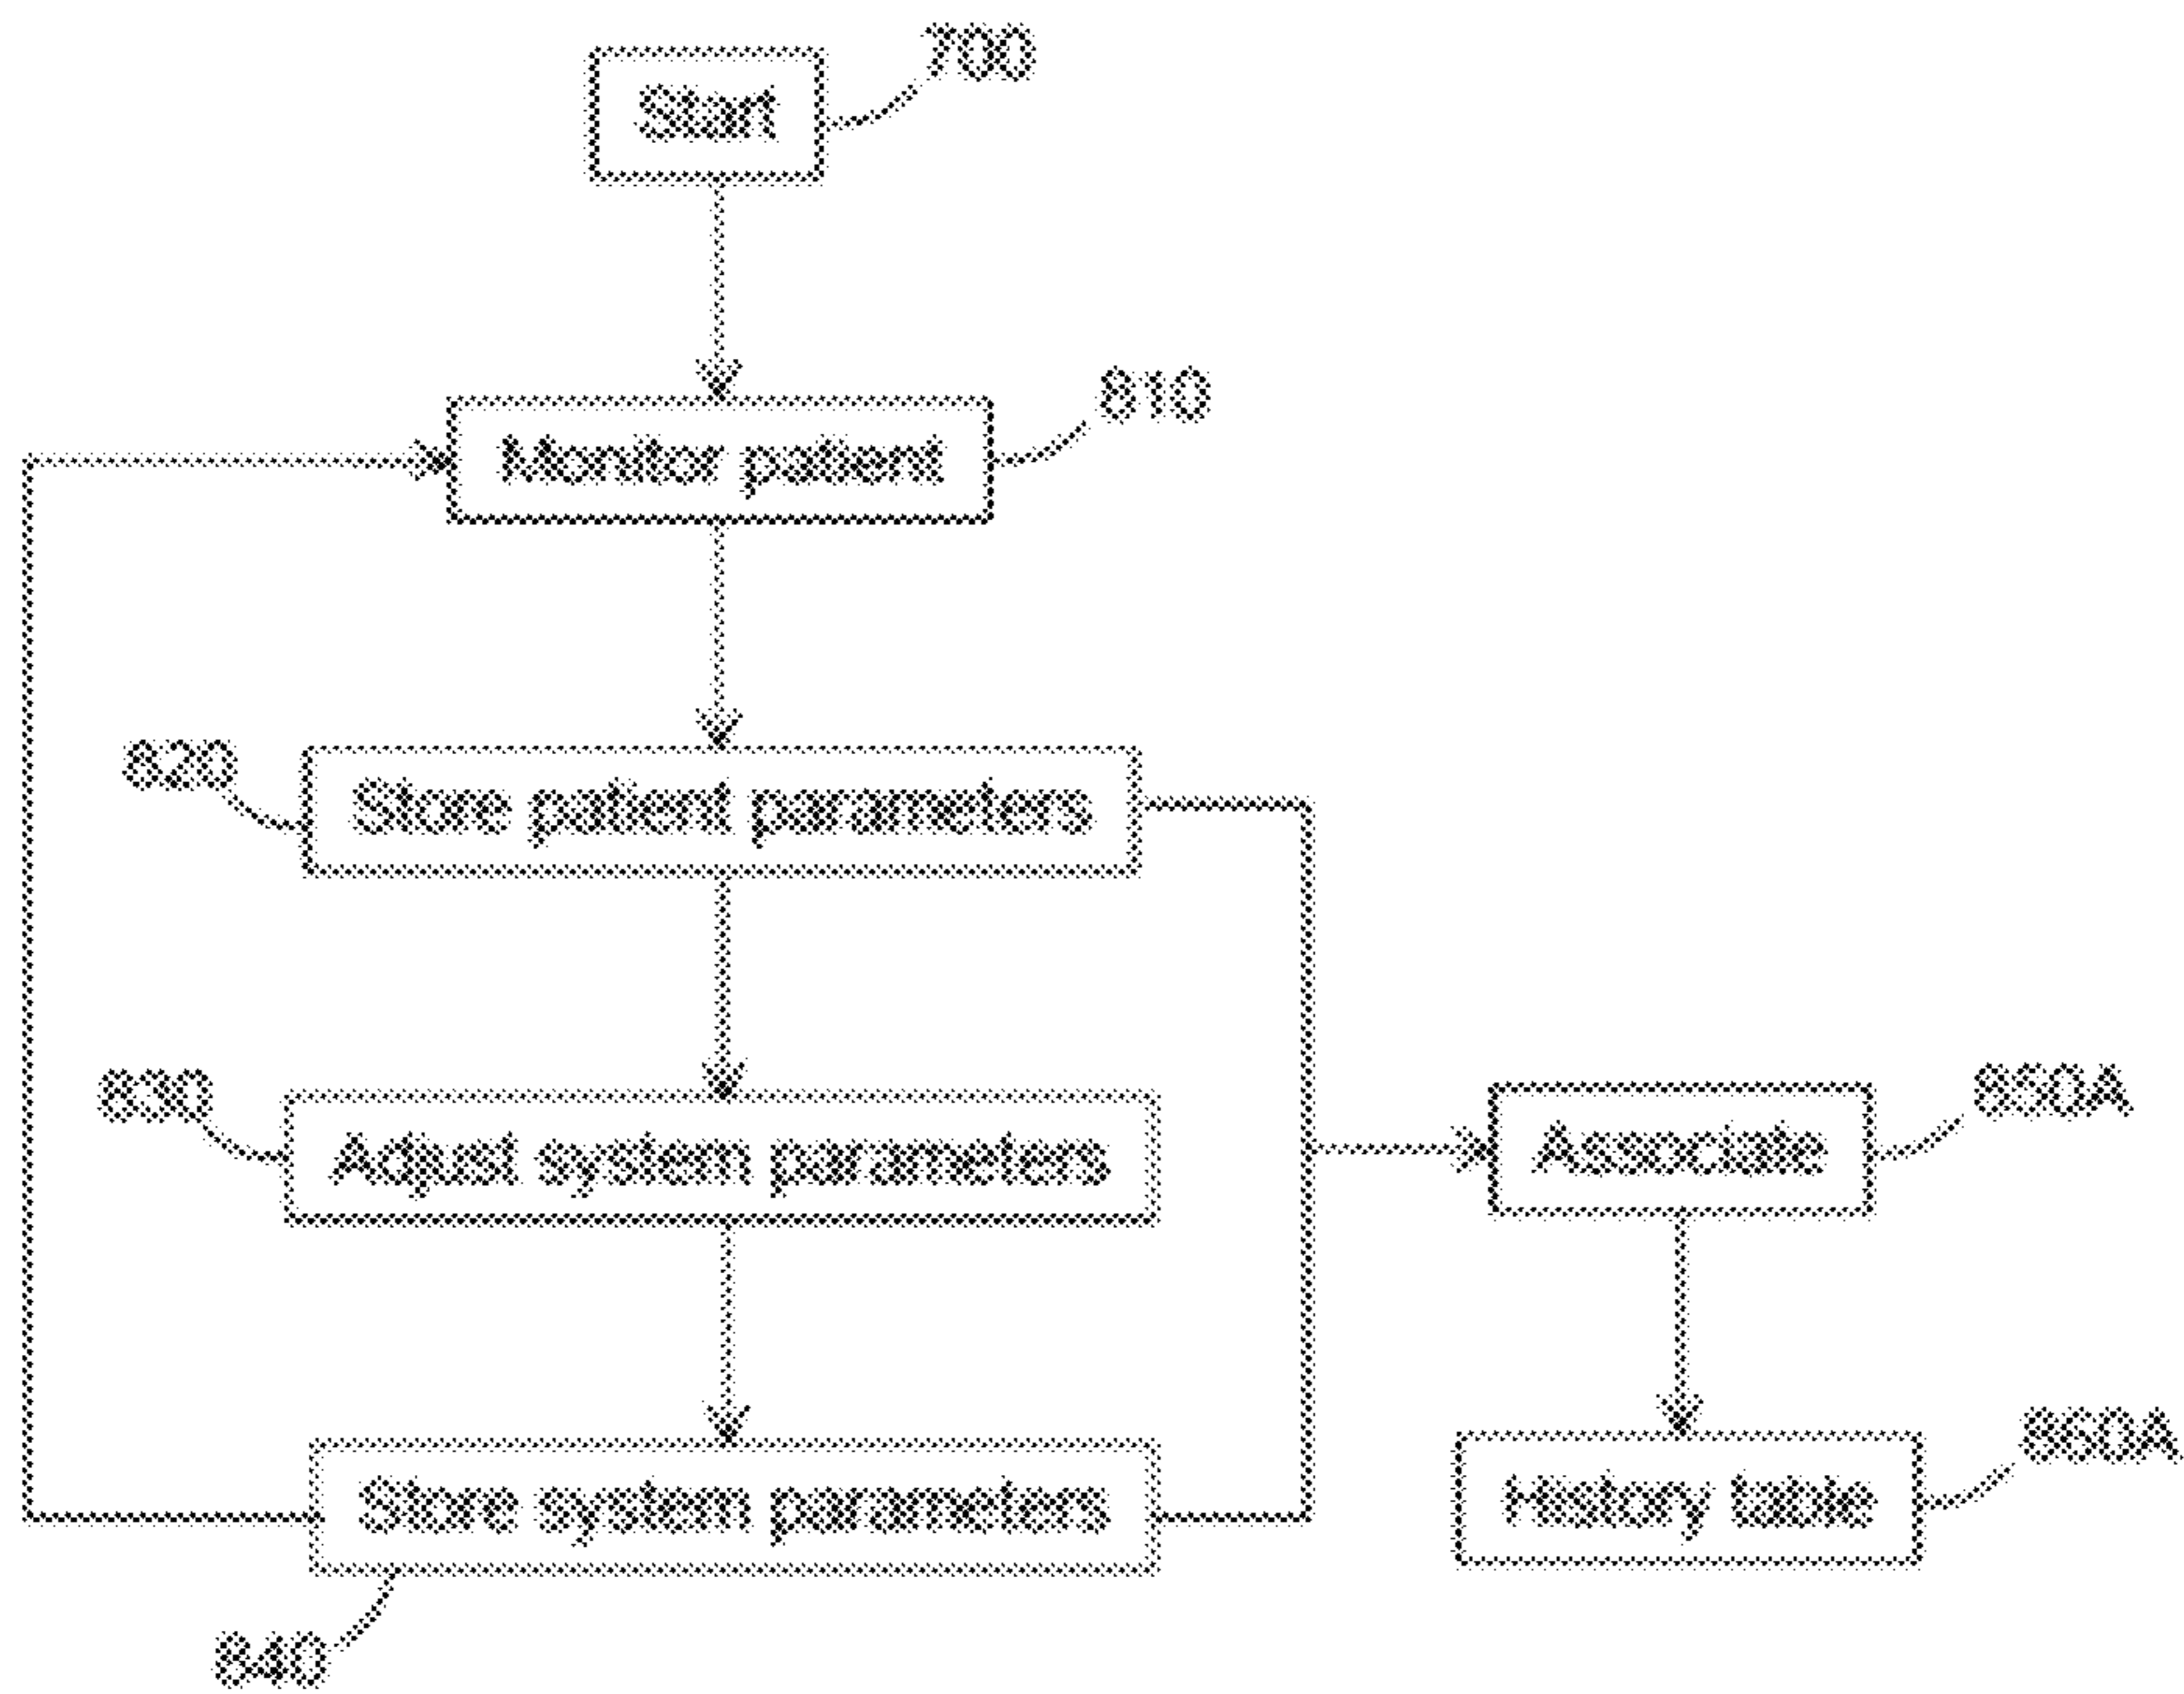 700
Start
810
Monitor patient
820
Store patient parameters
830
Adjust system parameters
850A
Associate
860A
Store system parameters
History table
840